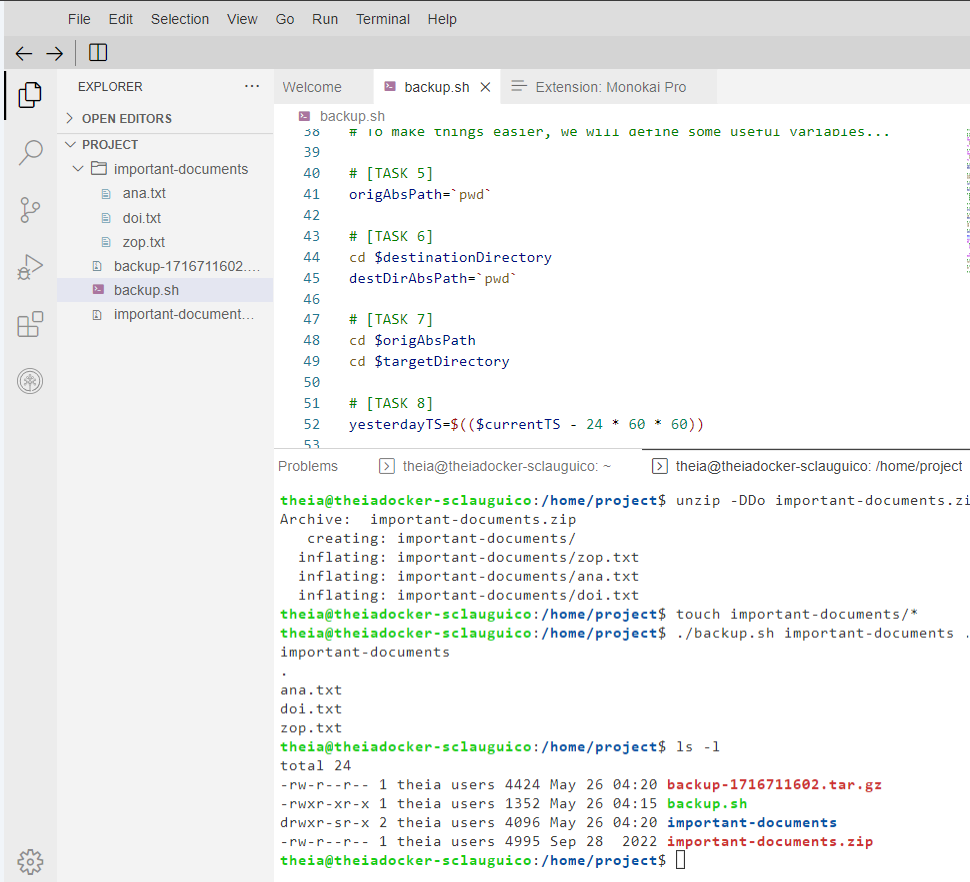 File Edit Selection View Go Run Terminal Help
EXPLORER ...
OPEN EDITORS
PROJECT
important-documents
ana.txt
doi.txt
zop.txt
backup-1716711602....
backup.sh
important-document...
Welcome backup.sh Extension: Monokai Pro
backup.sh
38 # To make things easier, we will define some useful variables...
39
40 # [TASK 5]
41 origAbsPath=`pwd`
42
43 # [TASK 6]
44 cd $destinationDirectory
45 destDirAbsPath=`pwd`
46
47 # [TASK 7]
48 cd $origAbsPath
49 cd $targetDirectory
50
51 # [TASK 8]
52 yesterdayTS=$(($currentTS - 24 * 60 * 60))
53
Problems theia@theiadocker-sclauguico: ~ theia@theiadocker-sclauguico: /home/project
theia@theiadocker-sclauguico:/home/project$ unzip -DDo important-documents.zi
Archive:  important-documents.zip
creating: important-documents/
inflating: important-documents/zop.txt
inflating: important-documents/ana.txt
inflating: important-documents/doi.txt
theia@theiadocker-sclauguico:/home/project$ touch important-documents/*
theia@theiadocker-sclauguico:/home/project$ ./backup.sh important-documents .
important-documents
.
ana.txt
doi.txt
zop.txt
theia@theiadocker-sclauguico:/home/project$ ls -l
total 24
-rw-r--r-- 1 theia users 4424 May 26 04:20 backup-1716711602.tar.gz
-rwxr-xr-x 1 theia users 1352 May 26 04:15 backup.sh
drwxr-sr-x 2 theia users 4096 May 26 04:20 important-documents
-rw-r--r-- 1 theia users 4995 Sep 28  2022 important-documents.zip
theia@theiadocker-sclauguico:/home/project$